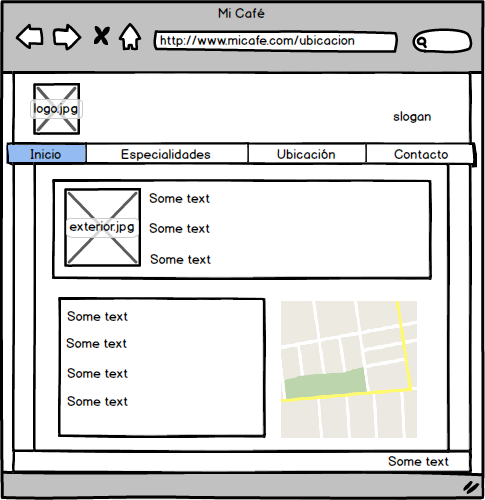 Mi Café
http://www.micafe.com/ubicacion
logo.jpg
slogan
Inicio Especialidades Ubicación Contacto
Some text
exterior.jpg Some text
Some text
Some text
Some text
Some text
Some text
Some text